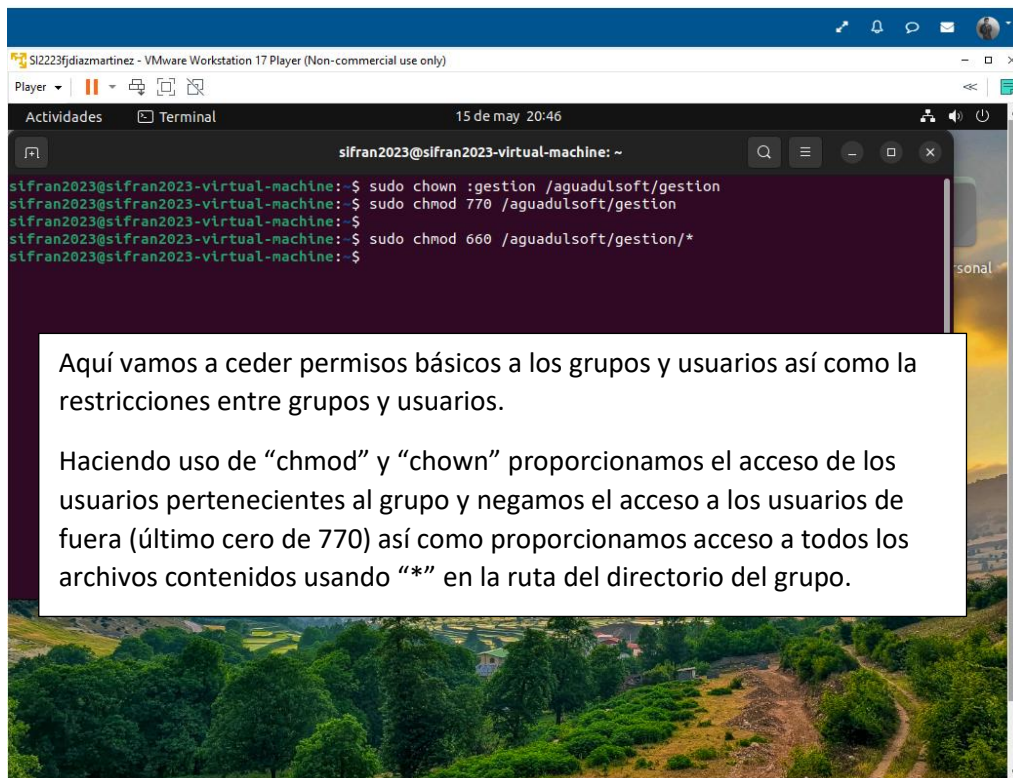 SI2223fjdiazmartinez - VMware Workstation 17 Player (Non-commercial use only)
Player
Actividades Terminal 15 de may 20:46
sifran2023@sifran2023-virtual-machine: ~
sifran2023@sifran2023-virtual-machine:~$ sudo chown :gestion /aguadulsoft/gestion
sifran2023@sifran2023-virtual-machine:~$ sudo chmod 770 /aguadulsoft/gestion
sifran2023@sifran2023-virtual-machine:~$
sifran2023@sifran2023-virtual-machine:~$ sudo chmod 660 /aguadulsoft/gestion/*
sifran2023@sifran2023-virtual-machine:~$
rsonal
Aquí vamos a ceder permisos básicos a los grupos y usuarios así como la
restricciones entre grupos y usuarios.
Haciendo uso de “chmod” y “chown” proporcionamos el acceso de los
usuarios pertenecientes al grupo y negamos el acceso a los usuarios de
fuera (último cero de 770) así como proporcionamos acceso a todos los
archivos contenidos usando “*” en la ruta del directorio del grupo.